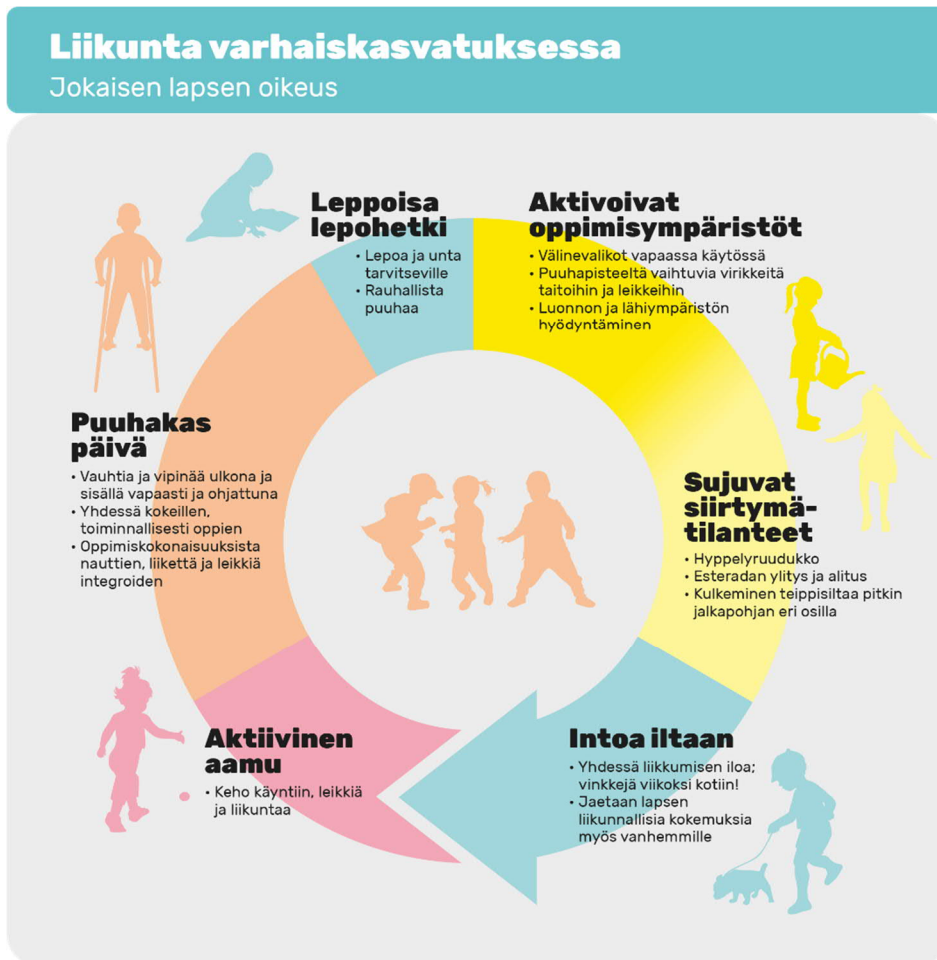 Liikunta varhaiskasvatuksessa
Jokaisen lapsen oikeus
Leppoisa
lepohetki
• Lepoa ja unta
tarvitseville
• Rauhallista
puuhaa
Aktivoivat
oppimisympäristöt
• Välinevalikot vapaassa käytössä
• Puuhapisteeltä vaihtuvia virikkeitä
taitoihin ja leikkeihin
• Luonnon ja lähiympäristön
hyödyntäminen
Puuhakas
päivä
• Vauhtia ja vipinää ulkona ja
sisällä vapaasti ja ohjattuna
• Yhdessä kokeillen,
toiminnallisesti oppien
• Oppimiskokonaisuuksista
nauttien, liikettä ja leikkiä
integroiden
Sujuvat
siirtymä-
tilanteet
• Hyppelyruudukko
• Esteradan ylitys ja alitus
• Kulkeminen teippisiltaa pitkin
jalkapohjan eri osilla
Aktiivinen
aamu
• Keho käyntiin, leikkiä
ja liikuntaa
Intoa iltaan
• Yhdessä liikkumisen iloa;
vinkkejä viikoksi kotiin!
• Jaetaan lapsen
liikunnallisia kokemuksia
myös vanhemmille